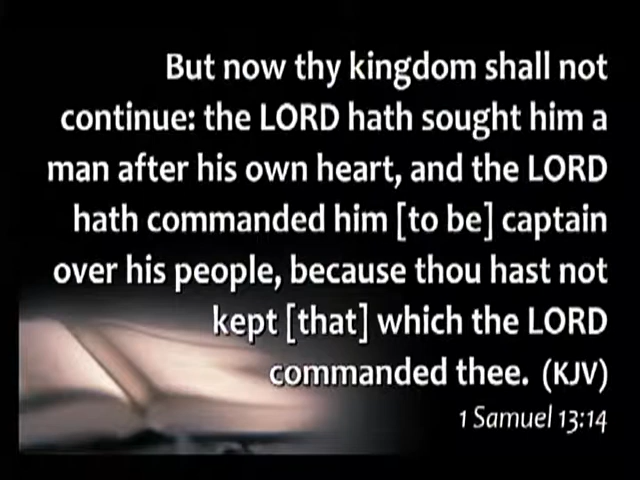 But now thy kingdom shall not
continue: the LORD hath sought him a
man after his own heart, and the LORD
hath commanded him [to be] captain
over his people, because thou hast not
kept [that] which the LORD
commanded thee. (KJV)
1 Samuel 13:14